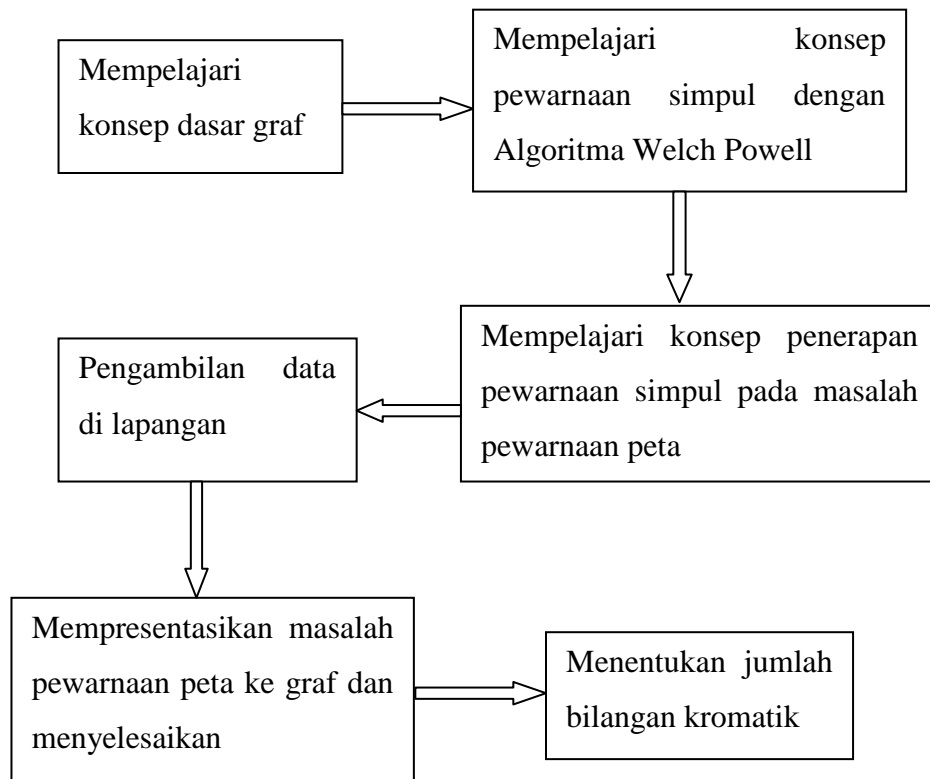 Mempelajari
konsep dasar graf
Mempelajari konsep
pewarnaan simpul dengan
Algoritma Welch Powell
Mempelajari konsep penerapan
pewarnaan simpul pada masalah
pewarnaan peta
Pengambilan data
di lapangan
Mempresentasikan masalah
pewarnaan peta ke graf dan
menyelesaikan
Menentukan jumlah
bilangan kromatik